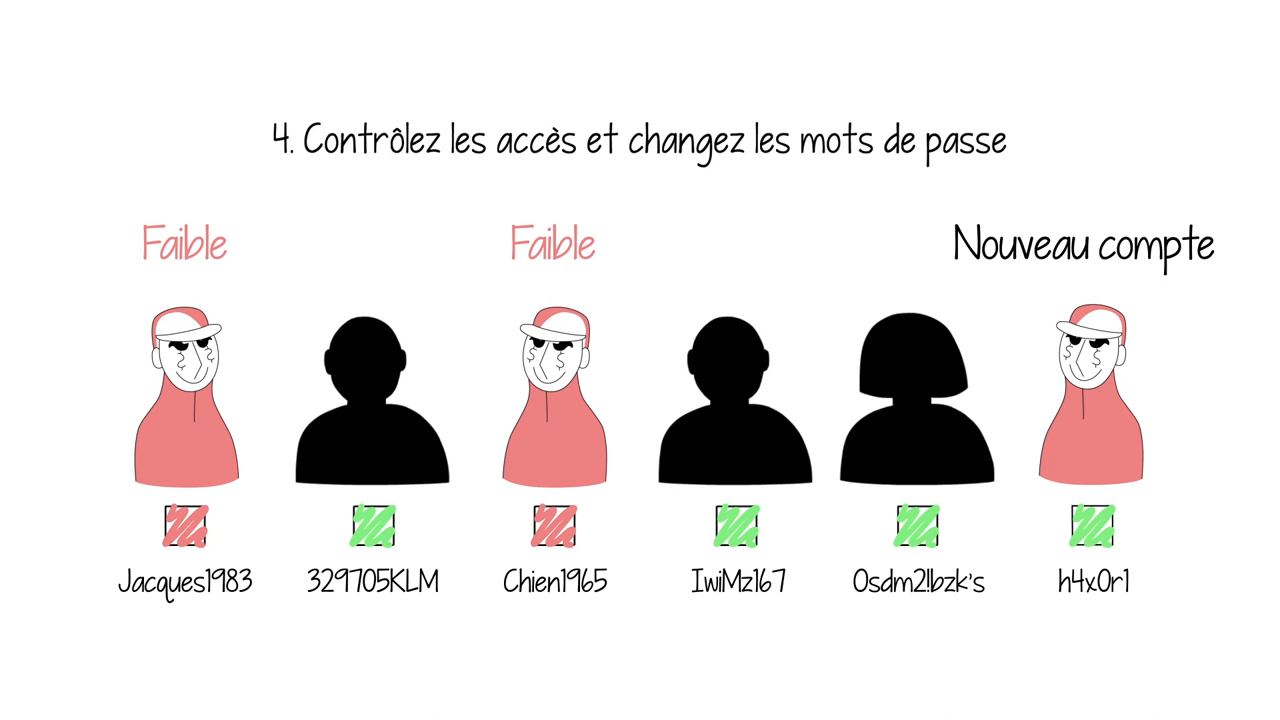 4. Contrôlez les accès et changez les mots de passe
Faible
Faible
Nouveau compte
Jacques1983
329705KLM
Chien1965
IwiMz167
Osdm2!bzk's
h4x0r1